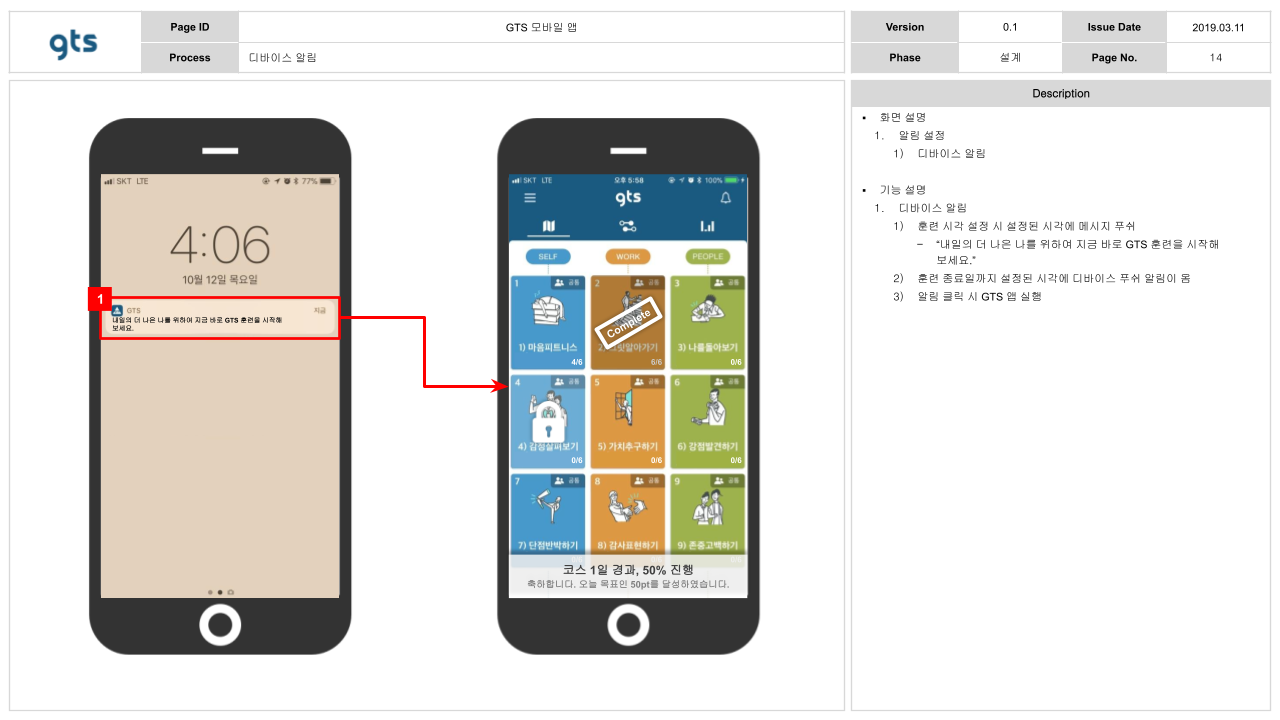 gts
Page ID
GTS 모바일 앱
Process
디바이스 알림
Version
0.1
Issue Date
2019.03.11
Phase
설계
Page No.
14
SKT LTE
77%
4:06
10월 12일 목요일
1
GTS
지금
내일의 더 나은 나를 위하여 지금 바로 GTS 훈련을 시작해
보세요.
SKT LTE
오후 5:58
100%
gts
SELF
WORK
PEOPLE
1
공통
2
공통
3
공통
Complete
1) 마음피트니스
3) 나를돌아보기
4/6
6/6
0/6
4
공통
5
공통
6
공통
4) 감정살펴보기
5) 가치추구하기
6) 강점발견하기
0/6
0/6
0/6
7
공통
8
공통
9
공통
7) 단점반박하기
8) 감사표현하기
9) 존중고백하기
코스 1일 경과, 50% 진행
축하합니다. 오늘 목표인 50pt를 달성하였습니다.
Description
▪ 화면 설명
1. 알림 설정
1) 디바이스 알림
▪ 기능 설명
1. 디바이스 알림
1) 훈련 시각 설정 시 설정된 시각에 메시지 푸쉬
− “내일의 더 나은 나를 위하여 지금 바로 GTS 훈련을 시작해
보세요.”
2) 훈련 종료일까지 설정된 시각에 디바이스 푸쉬 알림이 옴
3) 알림 클릭 시 GTS 앱 실행